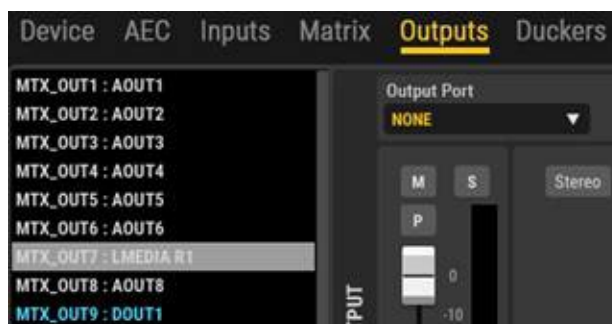 Device AEC Inputs Matrix Outputs Duckers
MTX_OUT1 : AOUT1
MTX_OUT2 : AOUT2
MTX_OUT3 : AOUT3
MTX_OUT4 : AOUT4
MTX_OUT5 : AOUT5
MTX_OUT6 : AOUT6
MTX_OUT7 : LMEDIA R1
MTX_OUT8 : AOUT8
MTX_OUT9 : DOUT1
Output Port
NONE
M S Stereo
P
0
-10